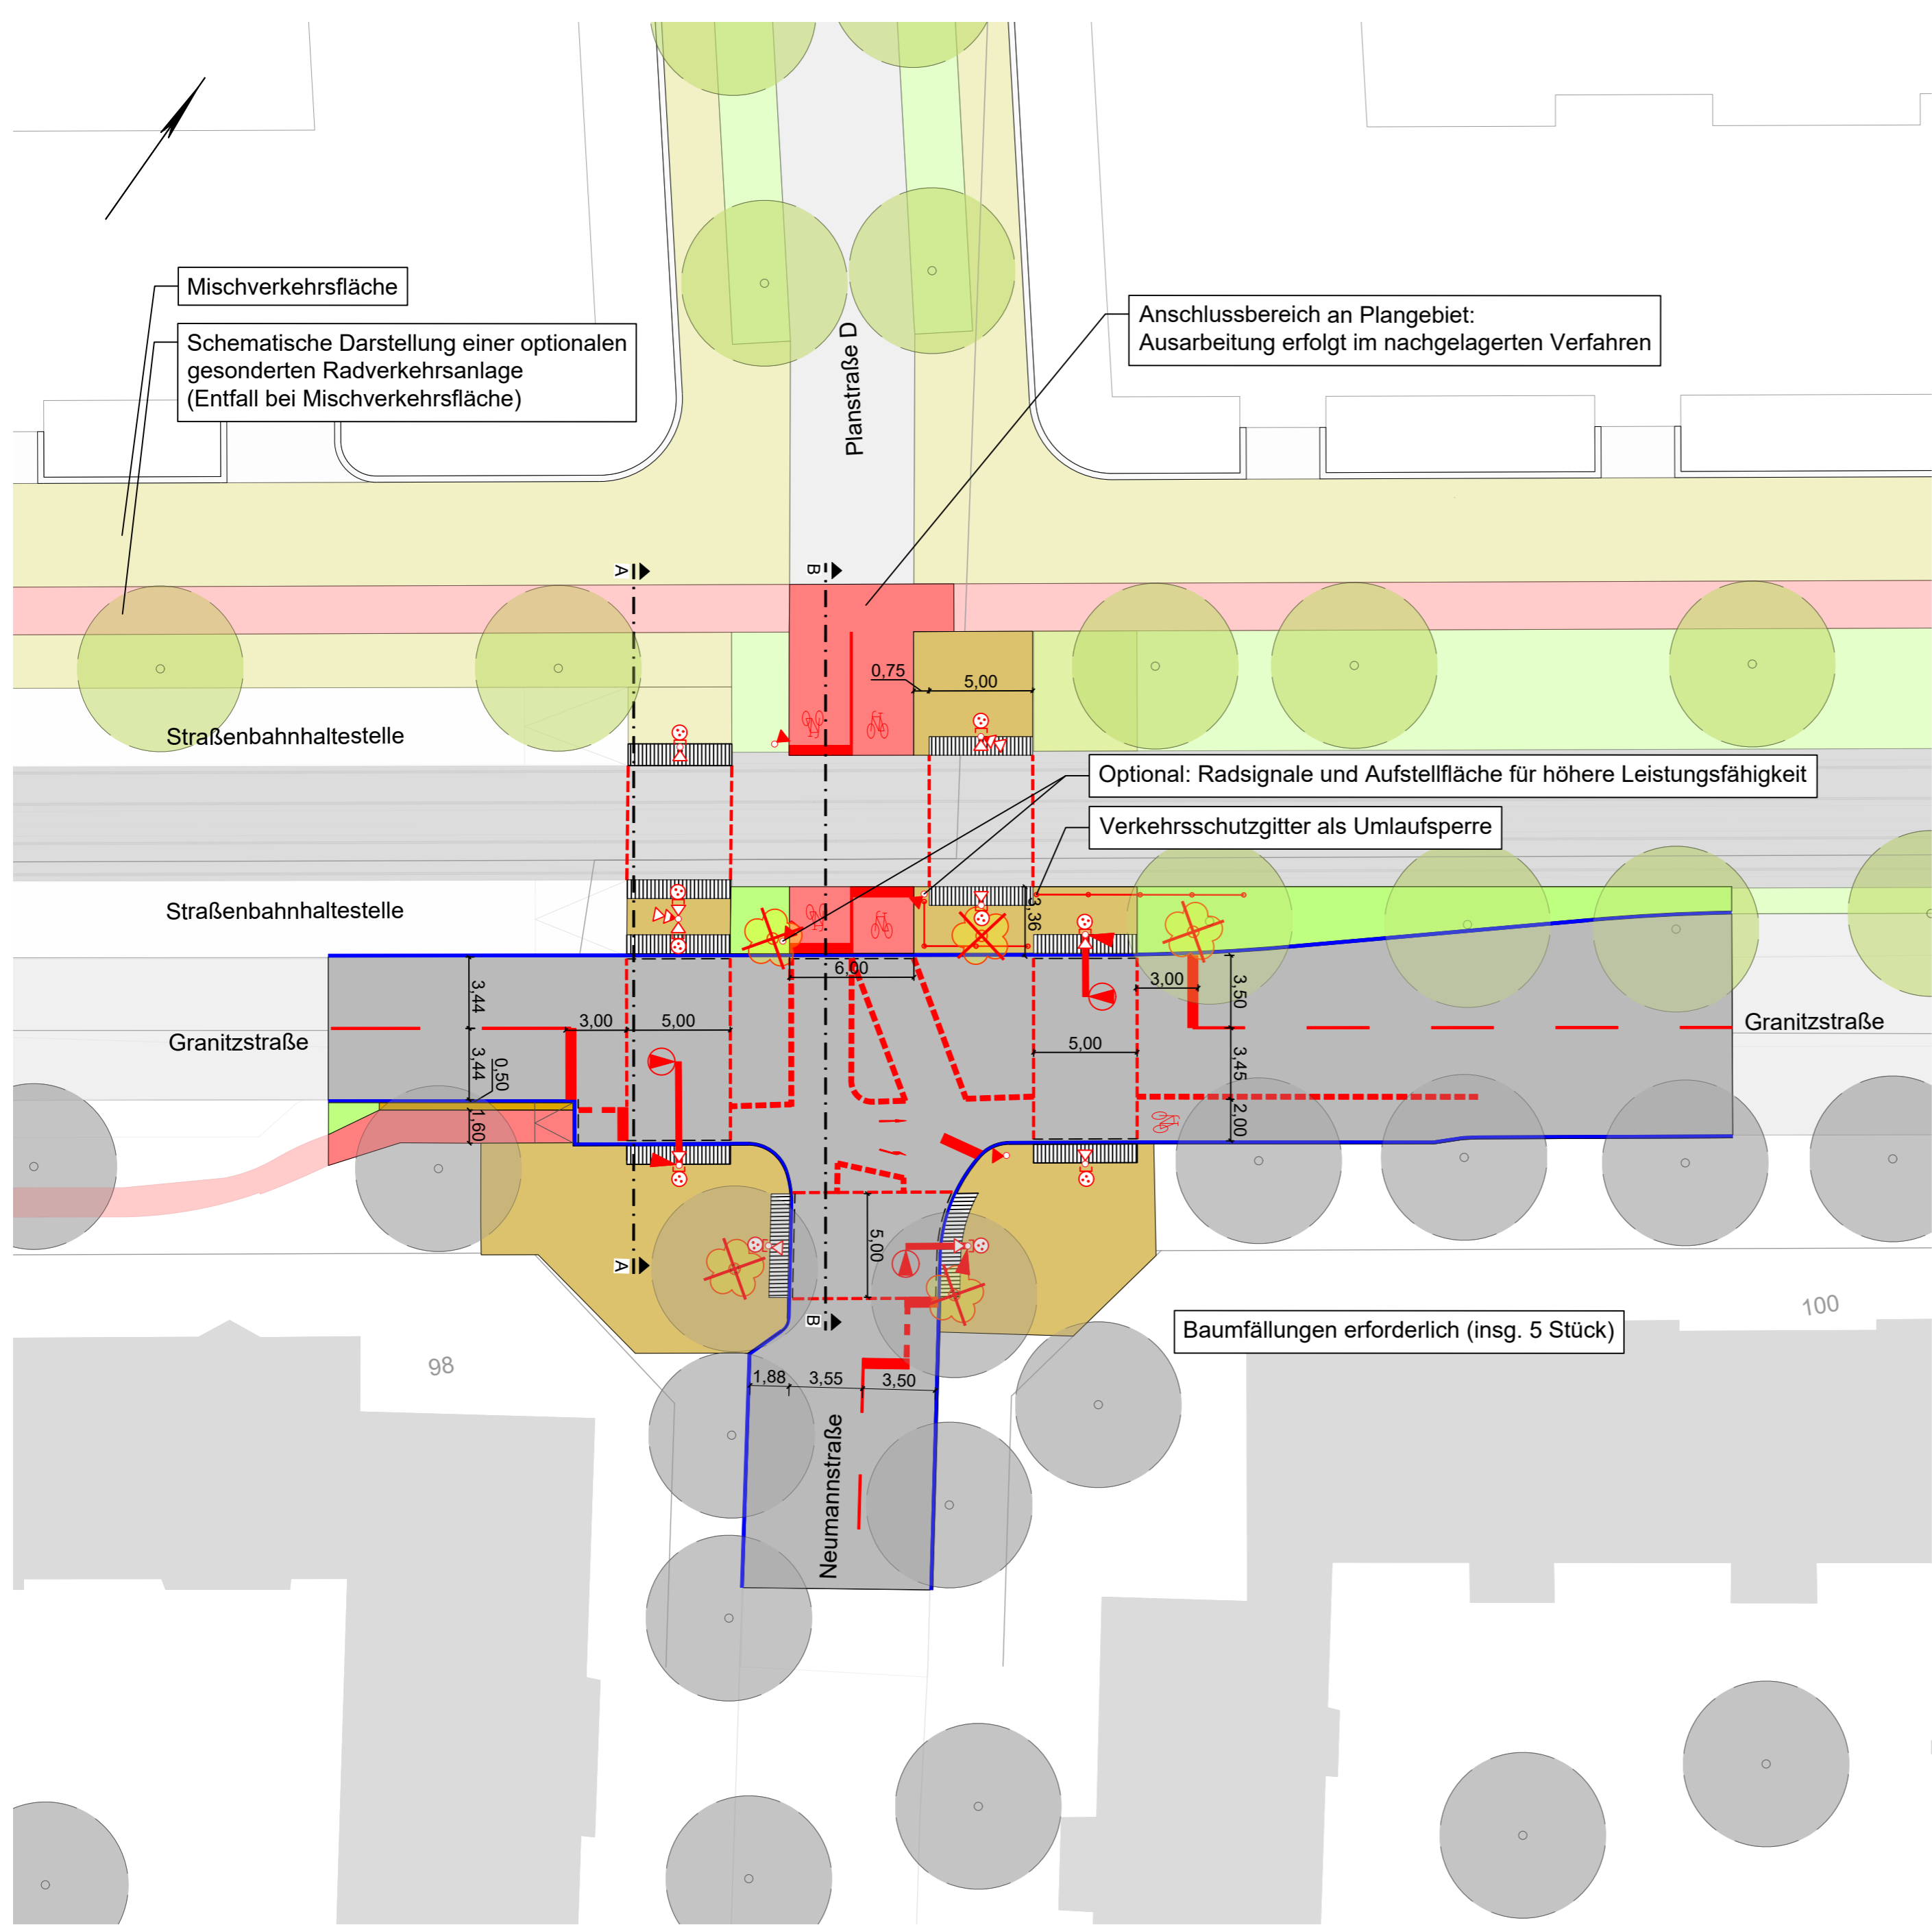 Mischverkehrsfläche
Schematische Darstellung einer optionalen
gesonderten Radverkehrsanlage
(Entfall bei Mischverkehrsfläche)
Planstraße D
Anschlussbereich an Plangebiet:
Ausarbeitung erfolgt im nachgelagerten Verfahren
A
B
0,75
5,00
Straßenbahnhaltestelle
Optional: Radsignale und Aufstellfläche für höhere Leistungsfähigkeit
Verkehrsschutzgitter als Umlaufsperre
Straßenbahnhaltestelle
3,36
6,00
3,44
3,00
3,50
3,00
5,00
Granitzstraße
Granitzstraße
5,00
3,44
0,50
3,45
1,60
2,00
5,00
A
B
100
Baumfällungen erforderlich (insg. 5 Stück)
98
1,88
3,55
3,50
Neumannstraße